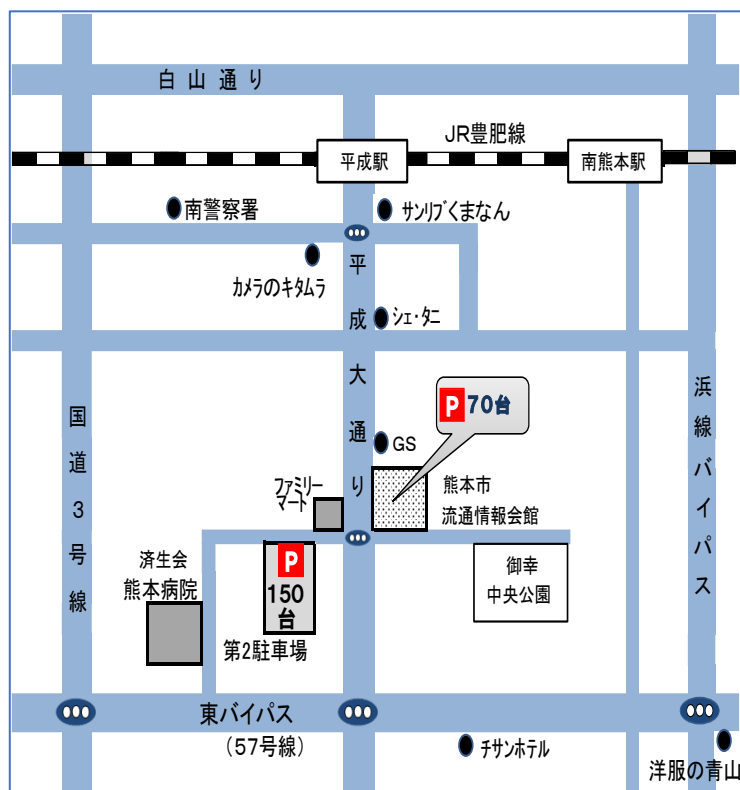 白山通り
JR豊肥線
平成駅
南熊本駅
南警察署
サンリブくまなん
カメラのキタムラ
平成大通り
シェ・タニ
P 70台
国道3号線
浜線バイパス
GS
ファミリー
マート
熊本市
流通情報会館
済生会
熊本病院
P
150
台
御幸
中央公園
第2駐車場
東バイパス
(57号線)
チサンホテル
洋服の青山